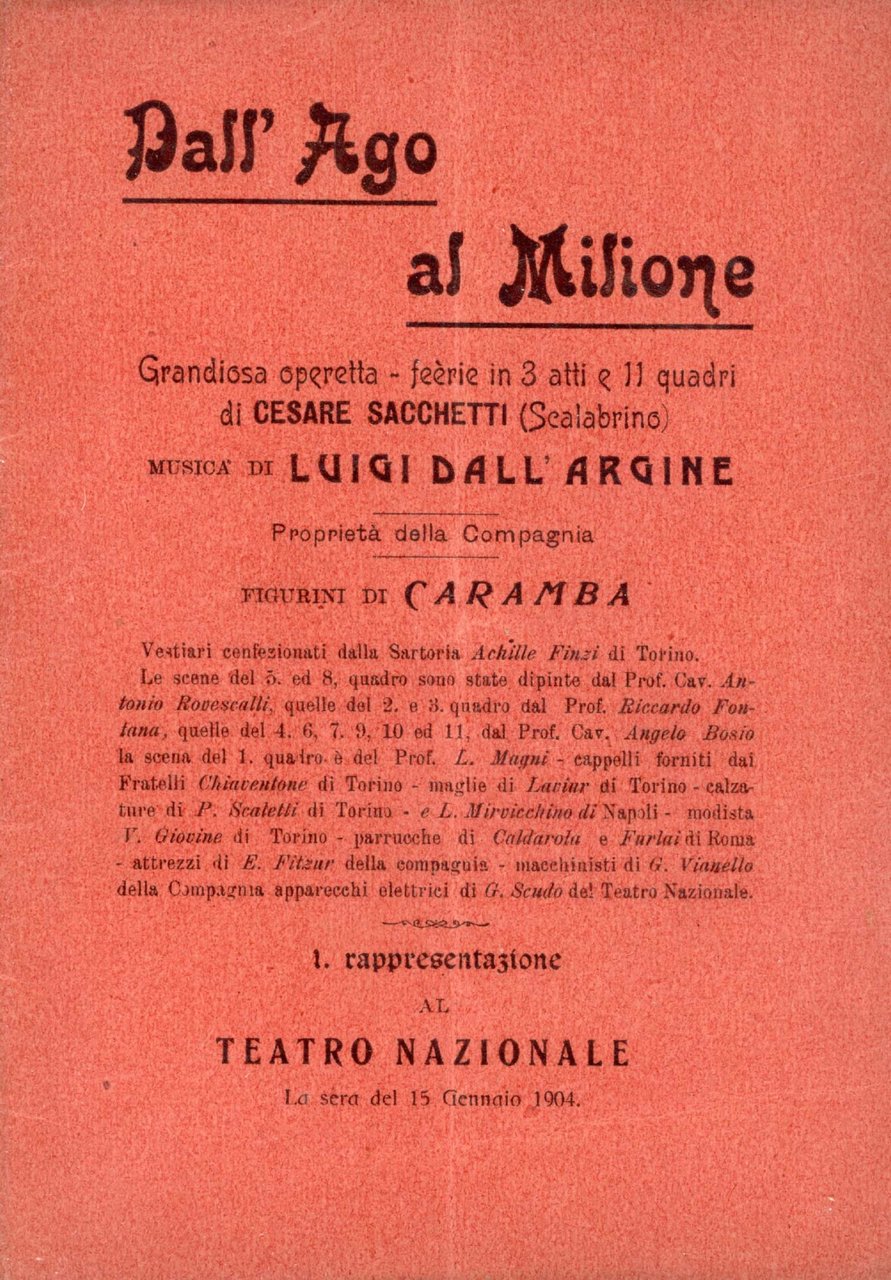 Dall' Ago
al Milione
Grandiosa operetta - feèrie in 3 atti e 11 quadri
di CESARE SACCHETTI (Scalabrino)
MUSICA DI LUIGI DALL'ARGINE
Proprietà della Compagnia
FIGURINI DI CARAMBA
Vestiari confezionati dalla Sartoria Achille Finzi di Torino.
Le scene del 5. ed 8, quadro sono state dipinte dal Prof. Cav. An-
tonio Rovescalli, quelle del 2. e 3. quadro dal Prof. Riccardo Fon-
tana, quelle del 4. 6, 7. 9, 10 ed 11, dal Prof. Cav. Angelo Bosio
la scena del 1. quadro è del Prof. L. Magni - cappelli forniti dai
Fratelli Chiaventone di Torino - maglie di Laviur di Torino - calza-
ture di P. Scaletti di Torino - e L. Mirvicchino di Napoli - modista
V. Giovine di Torino - parrucche di Caldarola e Furlai di Roma
- attrezzi di E. Fitzur della compagnia - macchinisti di G. Vianello
della Compagnia apparecchi elettrici di G. Scudo del Teatro Nazionale.
1. rappresentazione
AL
TEATRO NAZIONALE
La sera del 15 Gennaio 1904.